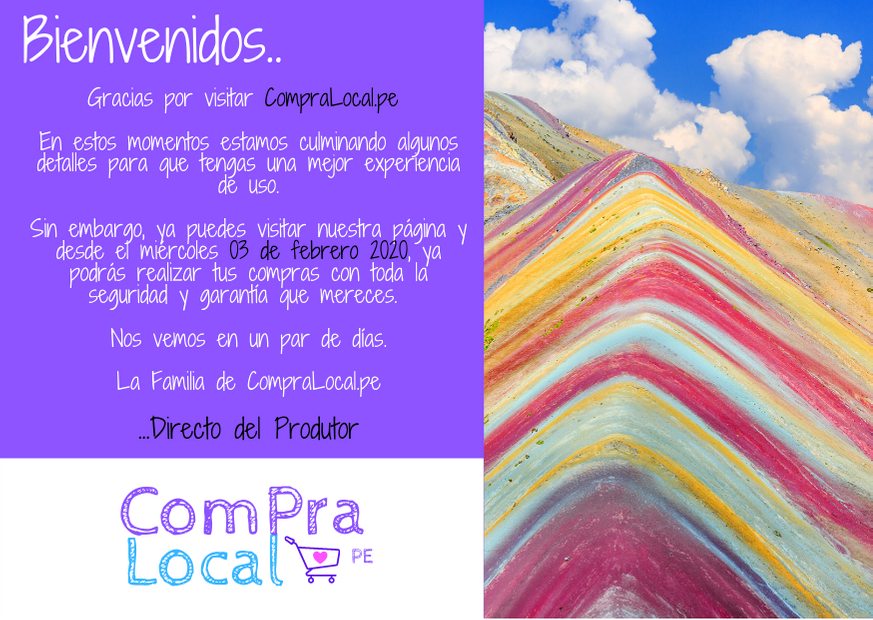 Bienvenidos..
Gracias por visitar CompraLocal.pe
En estos momentos estamos culminando algunos
detalles para que tengas una mejor experiencia
de uso.
Sin embargo, ya puedes visitar nuestra página y
desde el miércoles 03 de febrero 2020, ya
podrás realizar tus compras con toda la
seguridad y garantía que mereces.
Nos vemos en un par de días.
La Familia de CompraLocal.pe
...Directo del Produtor
ComPra
Local PE